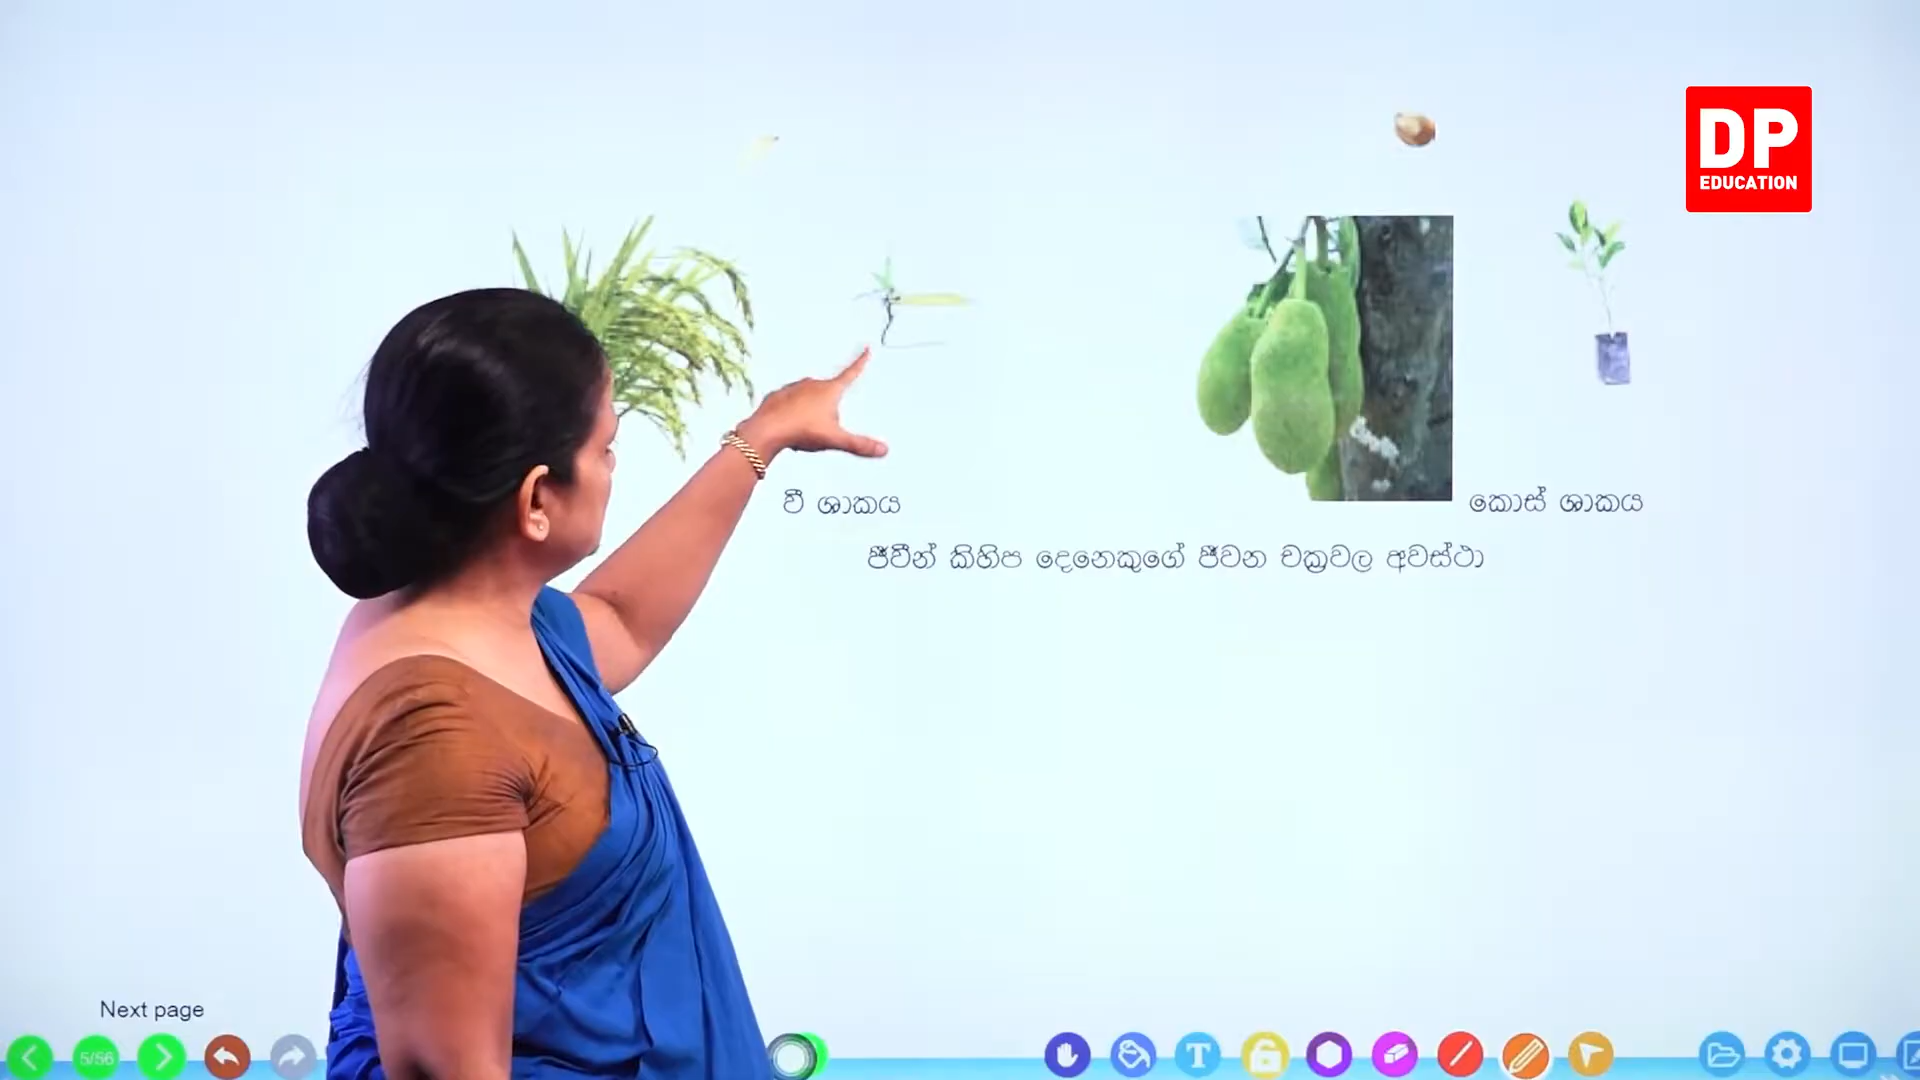 DP
EDUCATION
වී ශාකය
කොස් ශාකය
ජීවීන් කිහිප දෙනෙකුගේ ජීවන චක්‍රවල අවස්ථා
Next page
5/56
T